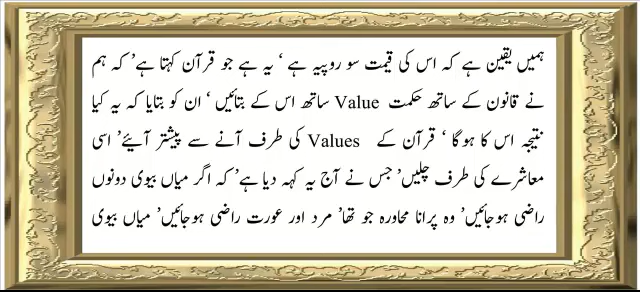 ہمیں یقین ہے کہ اس کی قیمت سو روپیہ ہے ‘ یہ ہے جو قرآن کہتا ہے’ کہ ہم
نے قانون کے ساتھ حکمت Value ساتھ اس کے بتائیں ‘ ان کو بتایا کہ یہ کیا
نتیجہ اس کا ہوگا ‘ قرآن کے Values کی طرف آنے سے پیشتر آیئے’ اسی
معاشرے کی طرف چلیں’ جس نے آج یہ کہہ دیا ہے’ کہ اگر میاں بیوی دونوں
راضی ہوجائیں’ وہ پرانا محاورہ جو تھا’ مرد اور عورت راضی ہوجائیں’ میاں بیوی